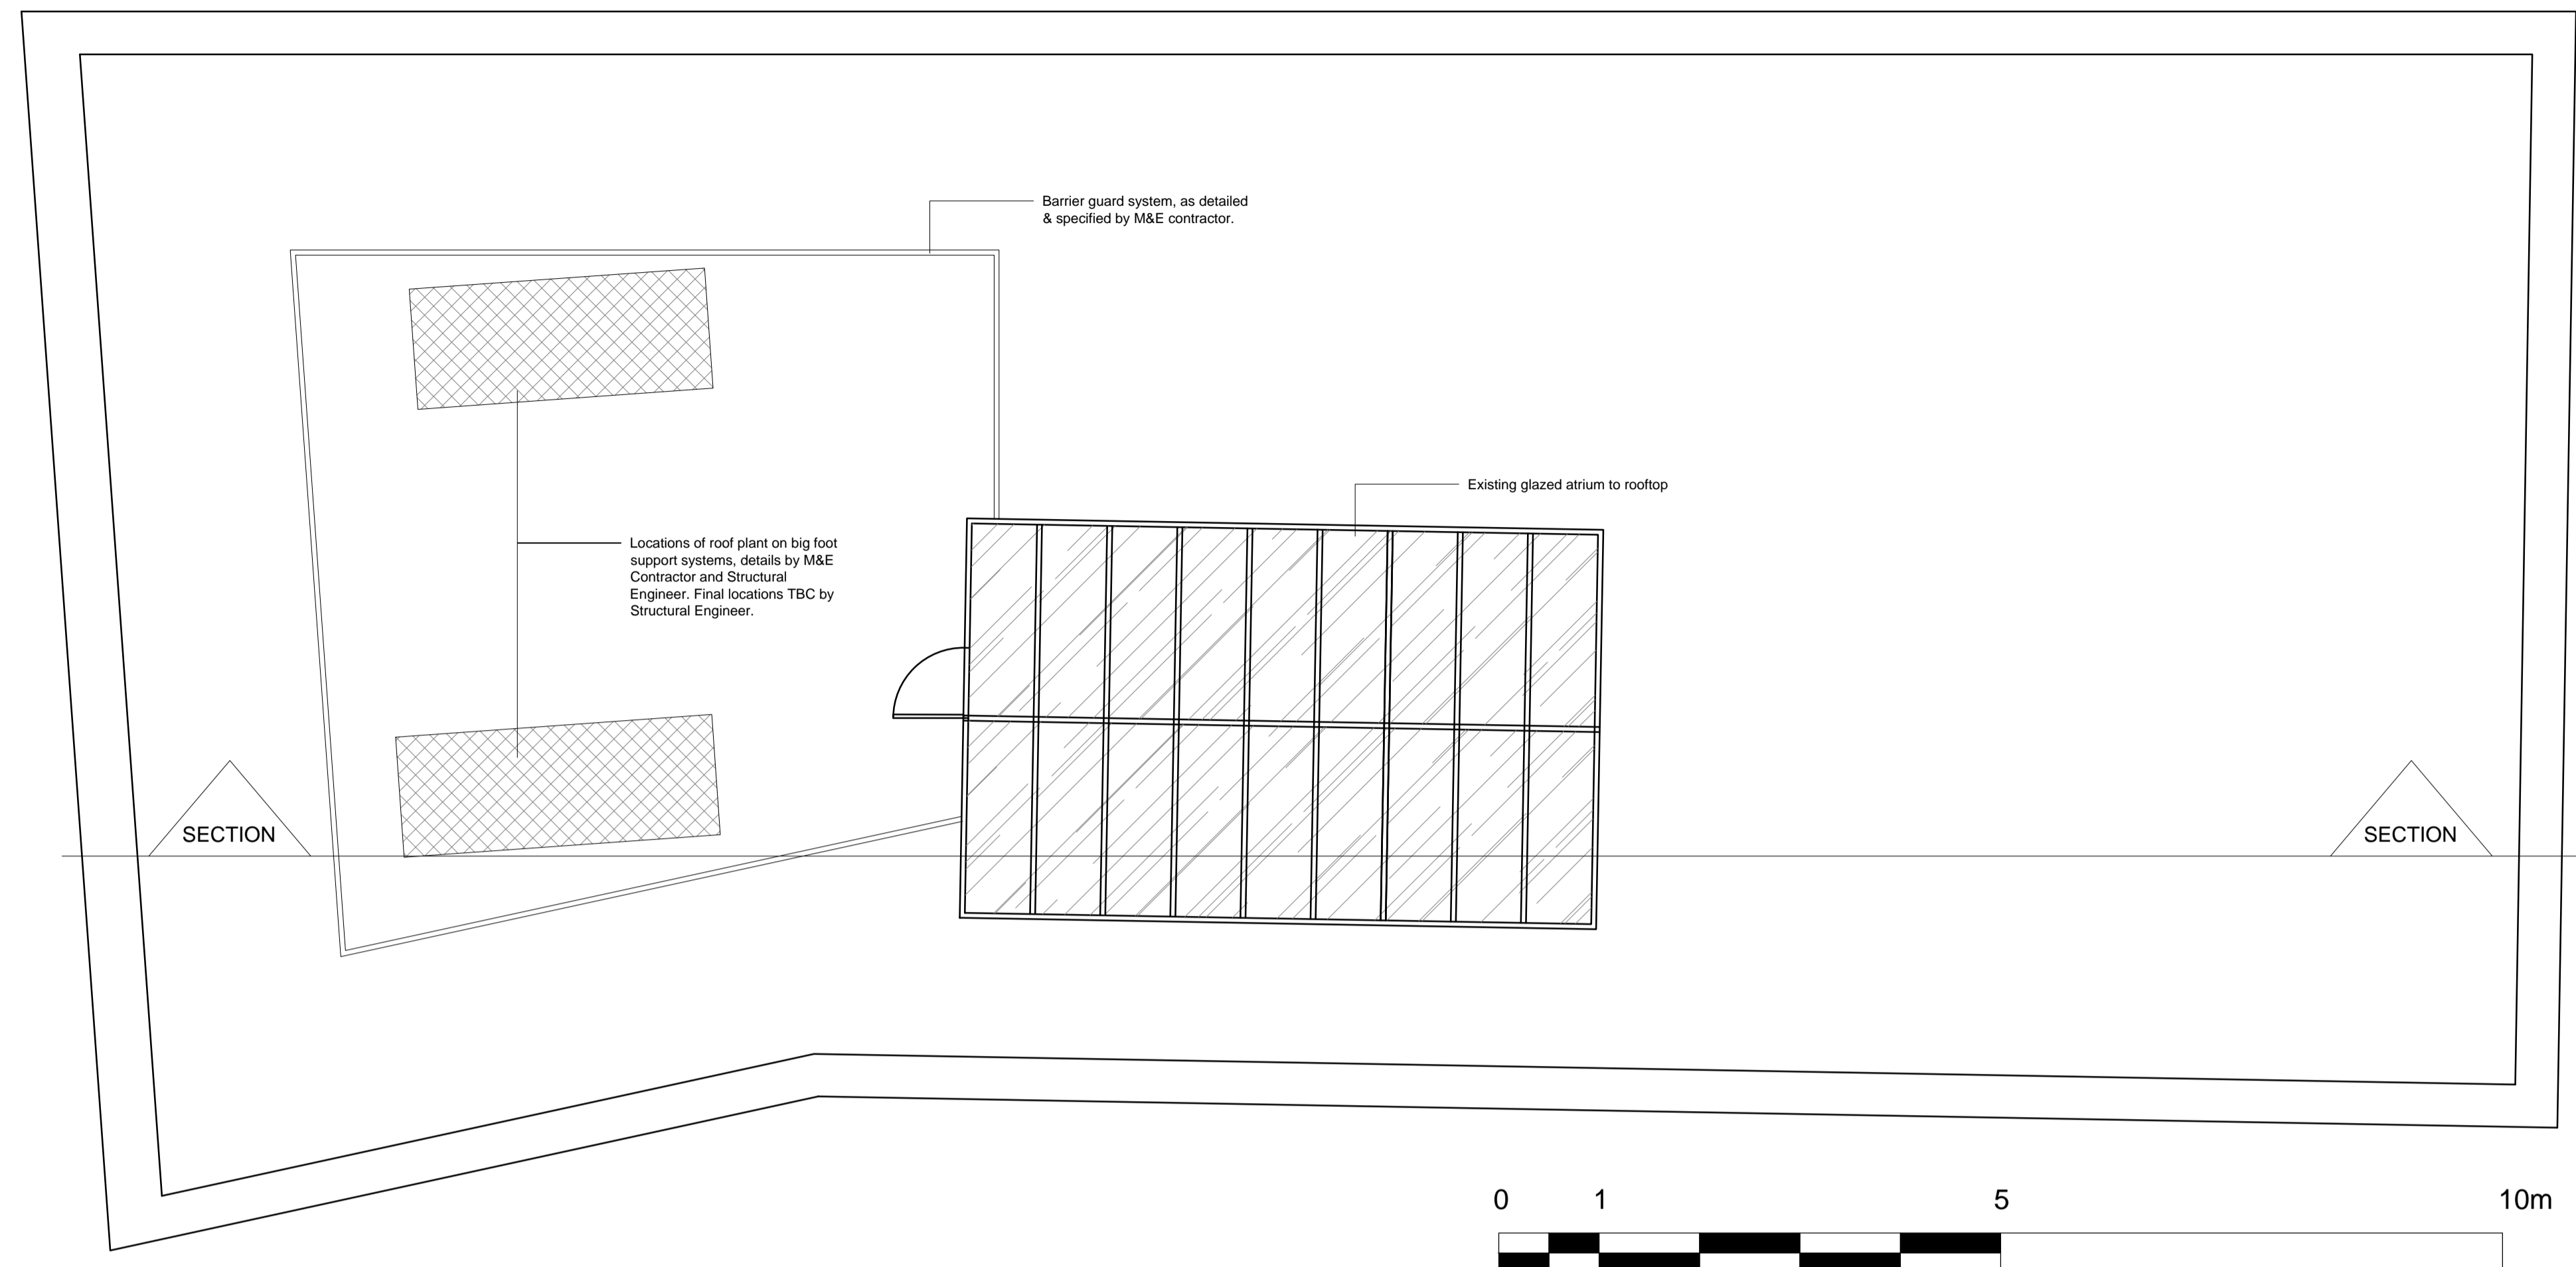 Barrier guard system, as detailed
& specified by M&E contractor.
Existing glazed atrium to rooftop
Locations of roof plant on big foot
support systems, details by M&E
Contractor and Structural
Engineer. Final locations TBC by
Structural Engineer.
SECTION
SECTION
0 1 5 10m